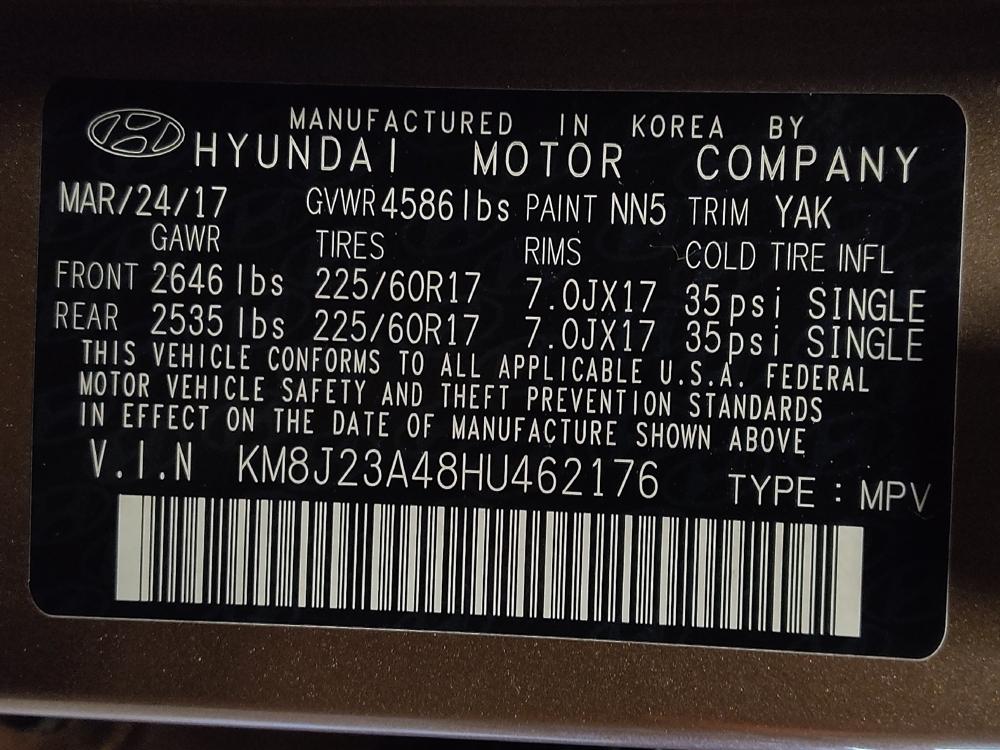 MANUFACTURED IN KOREA BY
HYUNDAI MOTOR COMPANY
MAR/24/17 GVWR 4586lbs PAINT NN5 TRIM YAK
GAWR TIRES RIMS COLD TIRE INFL
FRONT 2646 lbs 225/60R17 7.0JX17 35psi SINGLE
REAR 2535 lbs 225/60R17 7.0JX17 35psi SINGLE
THIS VEHICLE CONFORMS TO ALL APPLICABLE U.S.A. FEDERAL
MOTOR VEHICLE SAFETY AND THEFT PREVENTION STANDARDS
IN EFFECT ON THE DATE OF MANUFACTURE SHOWN ABOVE
V.I.N KM8J23A48HU462176 TYPE : MPV